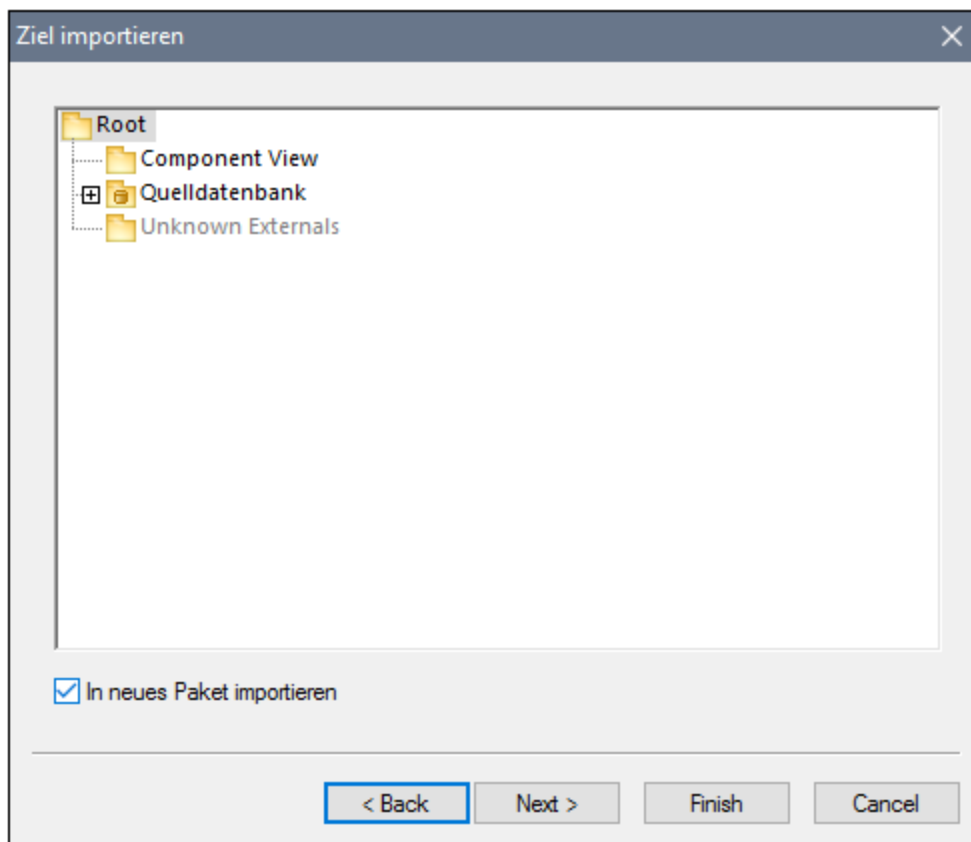 Ziel importieren
Root
Component View
Quelldatenbank
Unknown Externals
In neues Paket importieren
< Back Next > Finish Cancel